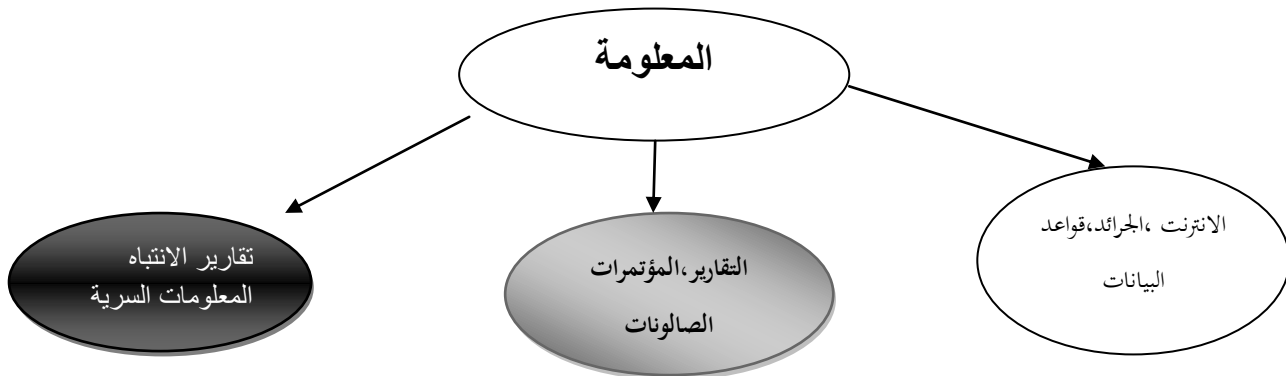 المعلومة
الانترنت ،الجرائد،قواعد
البيانات
التقارير،المؤتمرات
الصالونات
تقارير الانتباه
المعلومات السرية